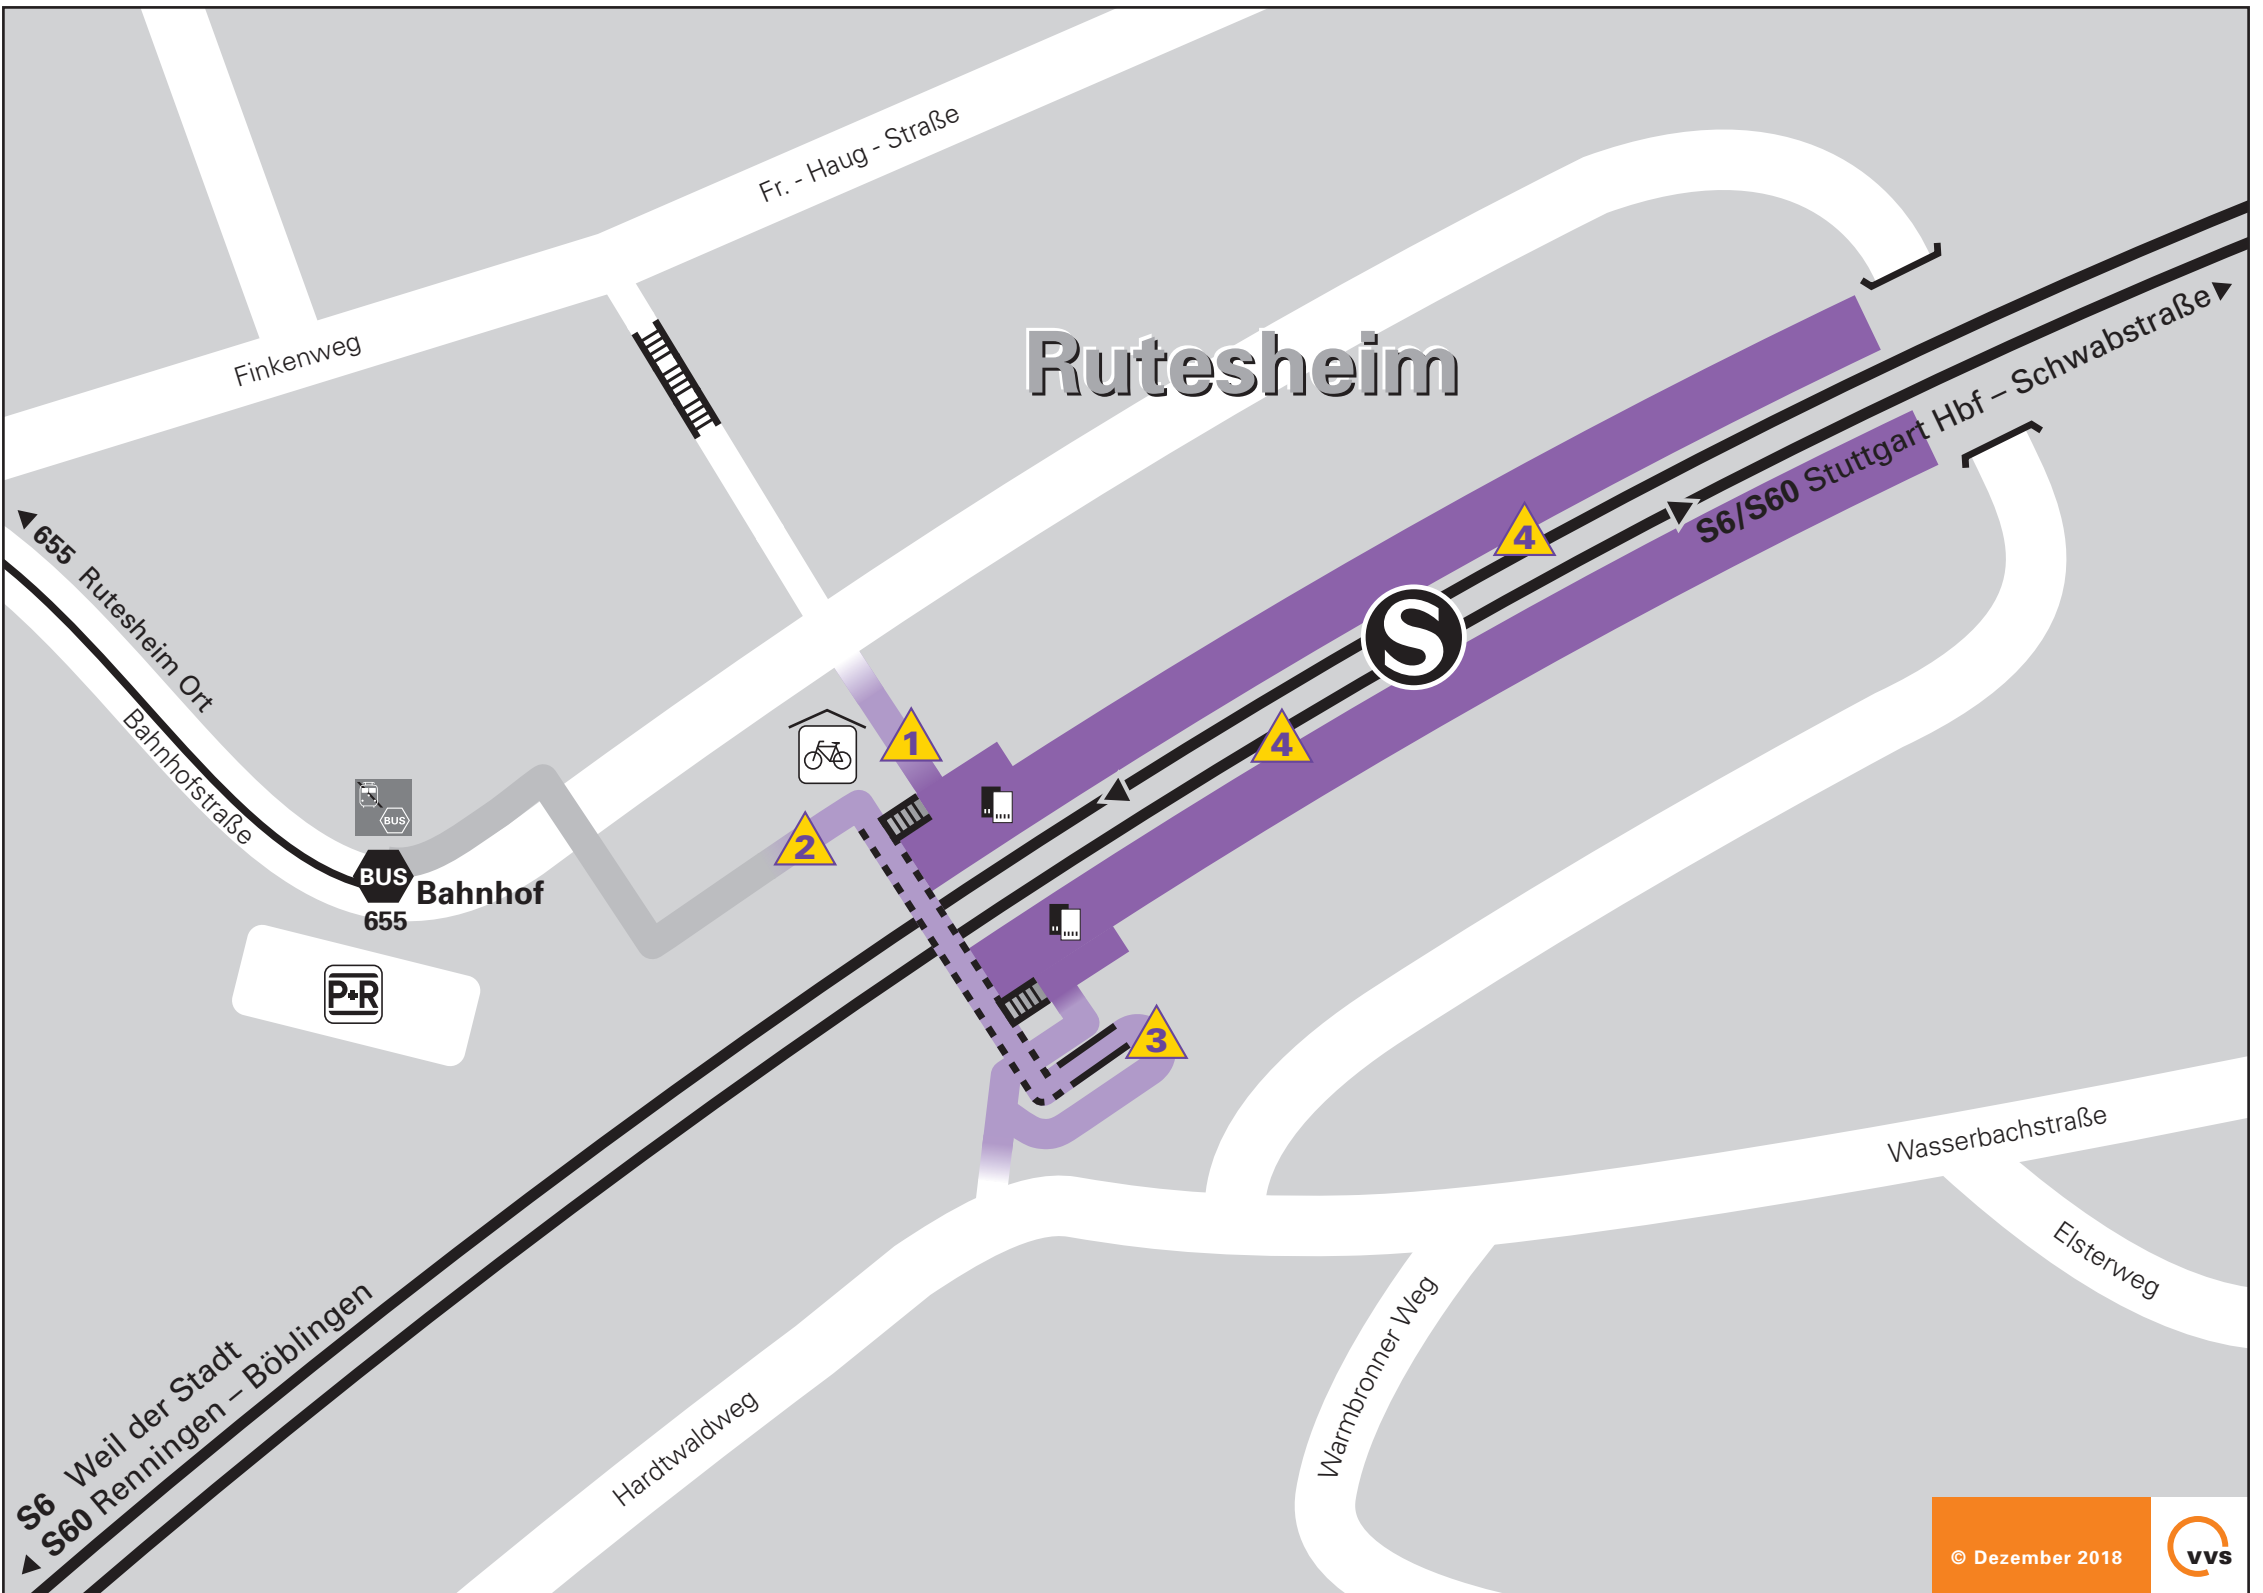 Fr. - Haug - Straße
Finkenweg
Rutesheim
S6/S60 Stuttgart Hbf – Schwabstraße
655 Rutesheim Ort
Bahnhofstraße
4
4
1
2
3
S
BUS
BUS
Bahnhof
655
P+R
Wasserbachstraße
Elsterweg
Warmbronner Weg
Hardtwaldweg
S6 Weil der Stadt
S60 Renningen – Böblingen
© Dezember 2018
vvs